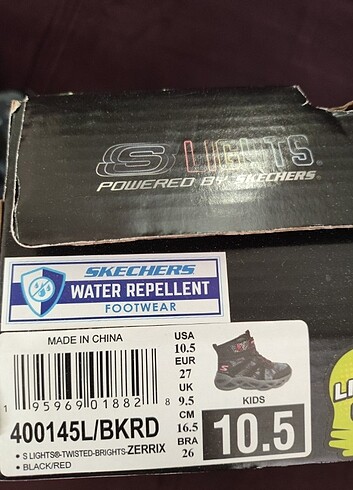 S LIGHTS®
POWERED BY SKECHERS.
SKECHERS
WATER REPELLENT
FOOTWEAR
MADE IN CHINA
1 95969 01882 8
400145L/BKRD
• S LIGHTS®-TWISTED-BRIGHTS-ZERRIX
• BLACK/RED
USA
10.5
EUR
27
UK
9.5
CM
16.5
BRA
26
KIDS
10.5